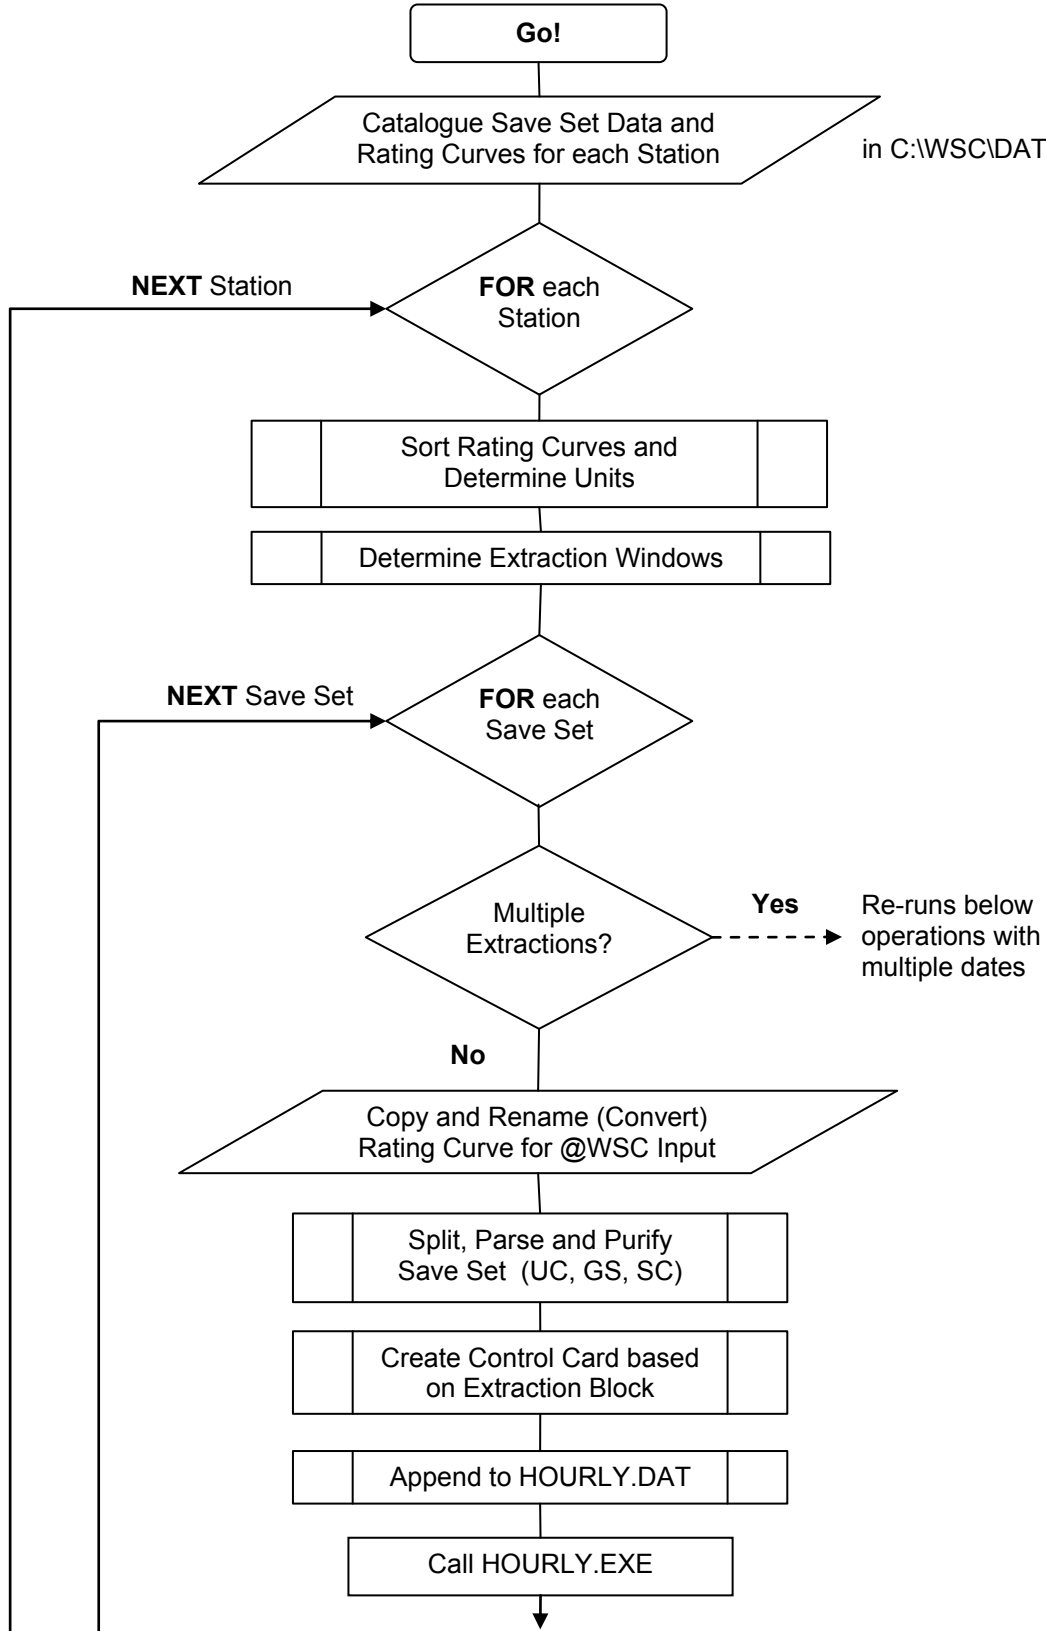 Go!
Catalogue Save Set Data and
Rating Curves for each Station
in C:\WSC\DAT
NEXT Station
FOR each
Station
Sort Rating Curves and
Determine Units
Determine Extraction Windows
NEXT Save Set
FOR each
Save Set
Multiple
Extractions?
Yes
Re-runs below
operations with
multiple dates
No
Copy and Rename (Convert)
Rating Curve for @WSC Input
Split, Parse and Purify
Save Set (UC, GS, SC)
Create Control Card based
on Extraction Block
Append to HOURLY.DAT
Call HOURLY.EXE